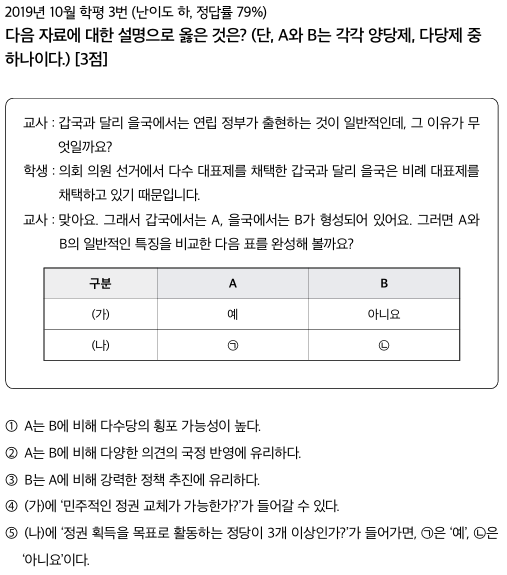 2019년 10월 학평 3번 (난이도 하, 정답률 79%)
다음 자료에 대한 설명으로 옳은 것은? (단, A와 B는 각각 양당제, 다당제 중
하나이다.) [3점]
교사 : 갑국과 달리 을국에서는 연립 정부가 출현하는 것이 일반적인데, 그 이유가 무
엇일까요?
학생 : 의회 의원 선거에서 다수 대표제를 채택한 갑국과 달리 을국은 비례 대표제를
채택하고 있기 때문입니다.
교사 : 맞아요. 그래서 갑국에서는 A, 을국에서는 B가 형성되어 있어요. 그러면 A와
B의 일반적인 특징을 비교한 다음 표를 완성해 볼까요?
구분 A B
(가) 예 아니요
(나) ㉠ ㉡
① A는 B에 비해 다수당의 횡포 가능성이 높다.
② A는 B에 비해 다양한 의견의 국정 반영에 유리하다.
③ B는 A에 비해 강력한 정책 추진에 유리하다.
④ (가)에 '민주적인 정권 교체가 가능한가?'가 들어갈 수 있다.
⑤ (나)에 '정권 획득을 목표로 활동하는 정당이 3개 이상인가?'가 들어가면, ㉠은 '예', ㉡은
'아니요'이다.